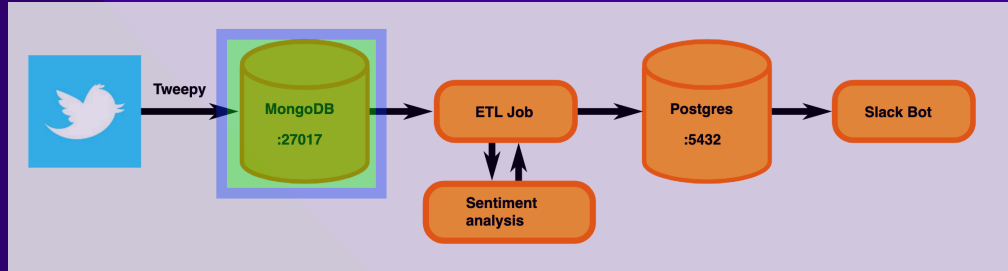 Tweepy
MongoDB
:27017
ETL Job
Postgres
:5432
Slack Bot
Sentiment
analysis